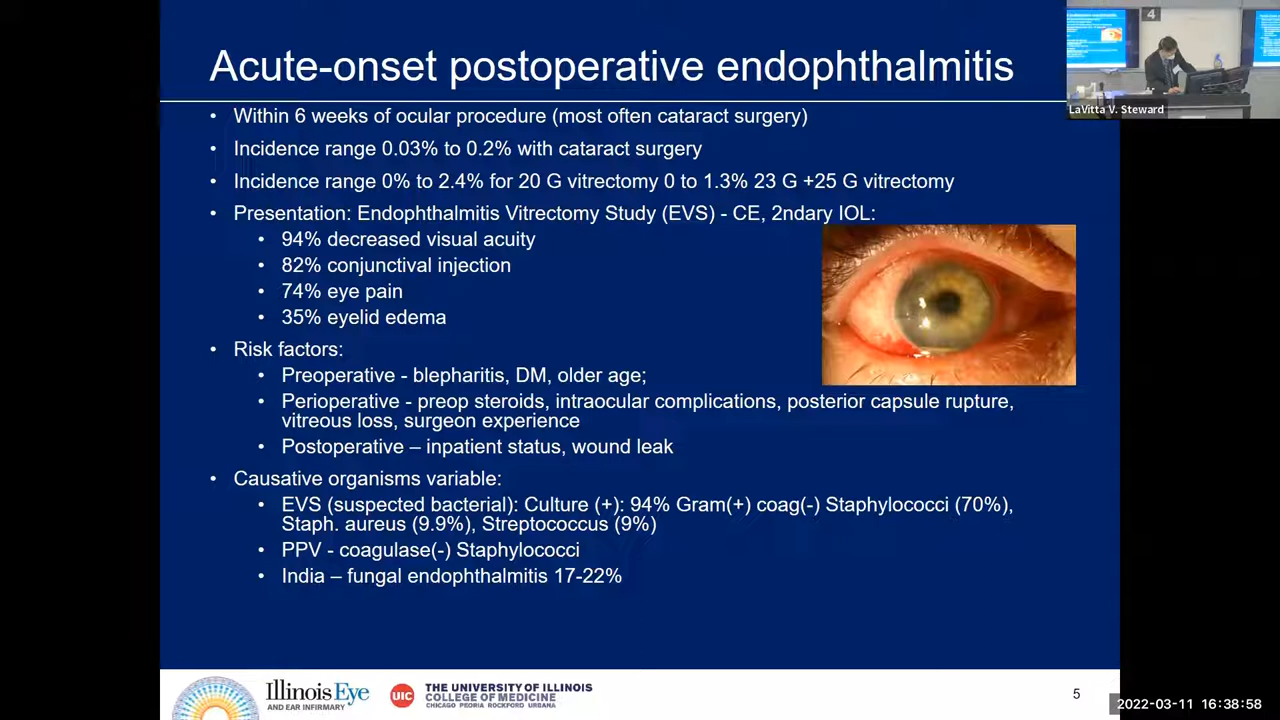 Acute-onset postoperative endophthalmitis
4
LaVitta V. Steward
• Within 6 weeks of ocular procedure (most often cataract surgery)
• Incidence range 0.03% to 0.2% with cataract surgery
• Incidence range 0% to 2.4% for 20 G vitrectomy 0 to 1.3% 23 G +25 G vitrectomy
• Presentation: Endophthalmitis Vitrectomy Study (EVS) - CE, 2ndary IOL:
• 94% decreased visual acuity
• 82% conjunctival injection
• 74% eye pain
• 35% eyelid edema
• Risk factors:
• Preoperative - blepharitis, DM, older age;
• Perioperative - preop steroids, intraocular complications, posterior capsule rupture,
vitreous loss, surgeon experience
• Postoperative – inpatient status, wound leak
• Causative organisms variable:
• EVS (suspected bacterial): Culture (+): 94% Gram(+) coag(-) Staphylococci (70%),
Staph. aureus (9.9%), Streptococcus (9%)
• PPV - coagulase(-) Staphylococci
• India – fungal endophthalmitis 17-22%
Illinois Eye
AND EAR INFIRMARY
UIC
THE UNIVERSITY OF ILLINOIS
COLLEGE OF MEDICINE
CHICAGO PEORIA ROCKFORD URBANA
5
2022-03-11 16:38:58